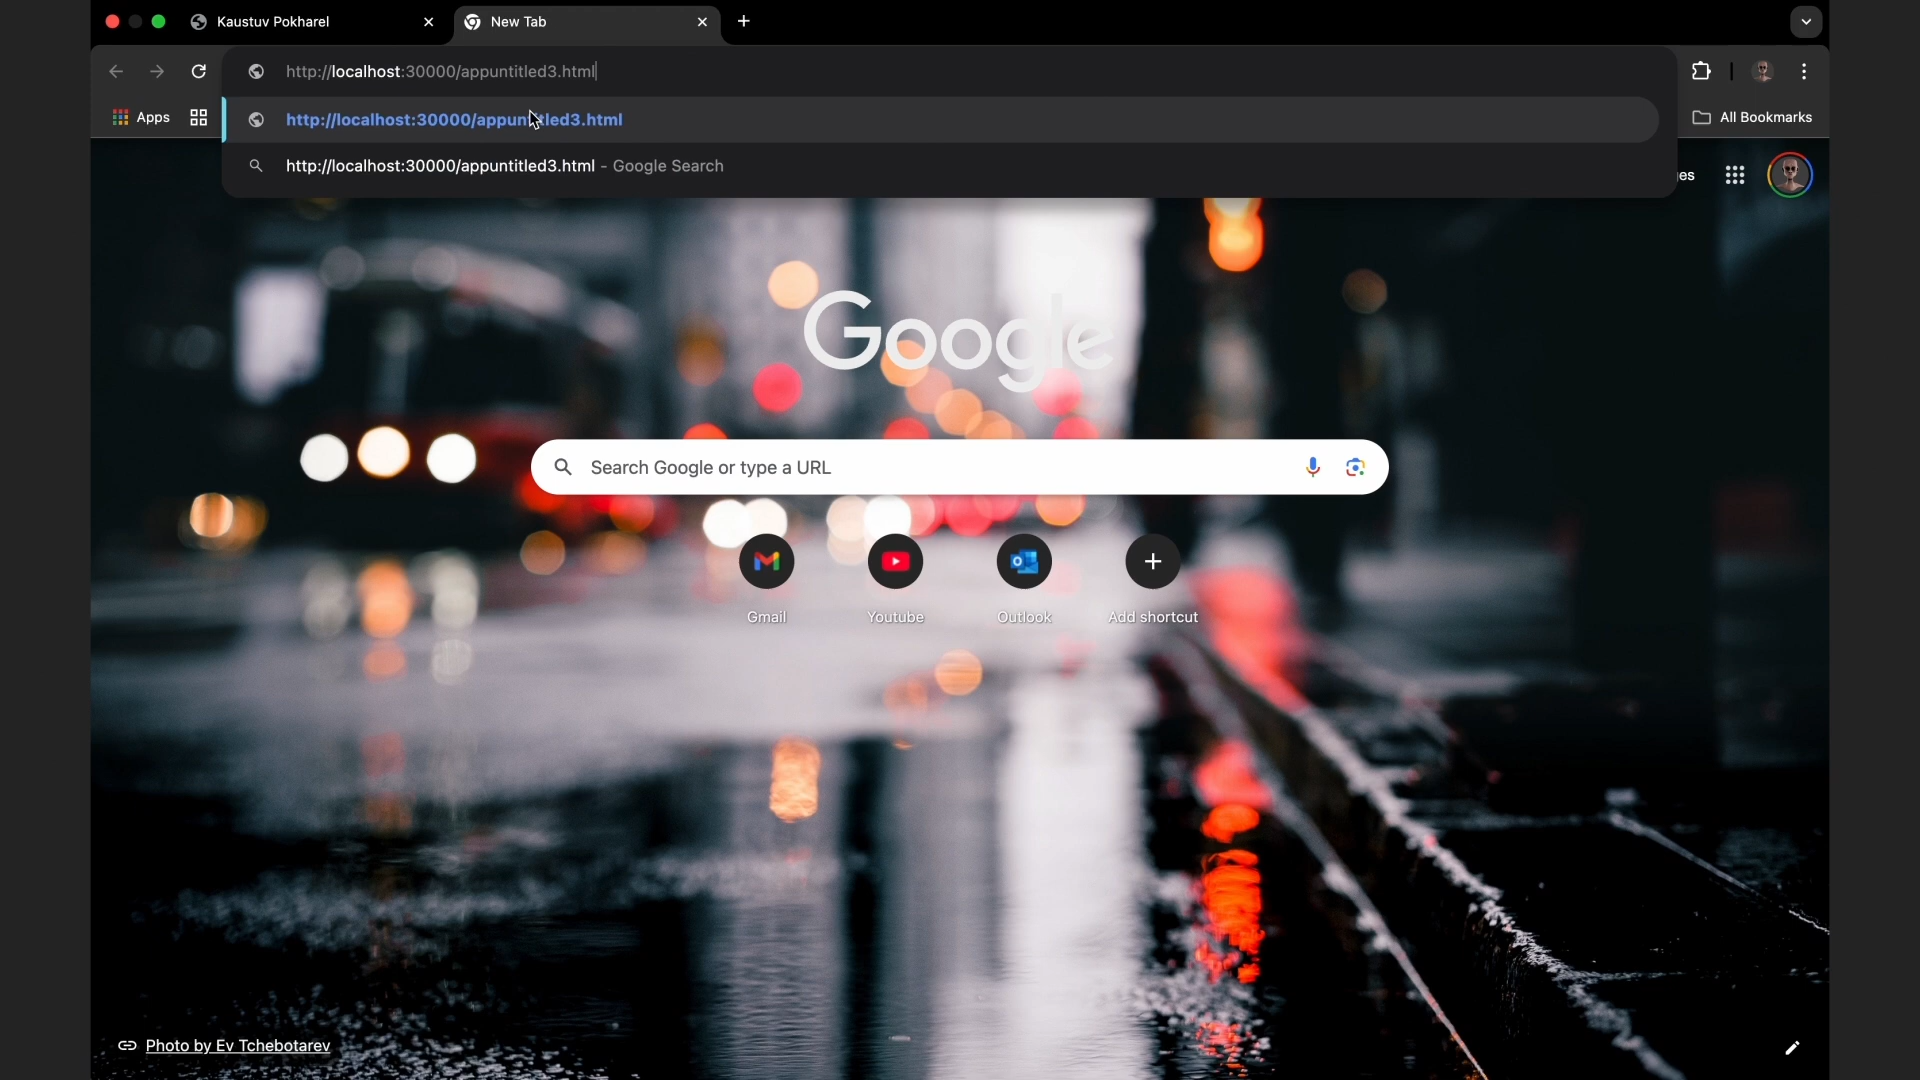 Kaustuv Pokharel
New Tab
http://localhost:30000/appuntitled3.html
Apps
http://localhost:30000/appuntitled3.html
All Bookmarks
http://localhost:30000/appuntitled3.html - Google Search
es
Google
Search Google or type a URL
Gmail
Youtube
Outlook
Add shortcut
Photo by Ev Tchebotarev